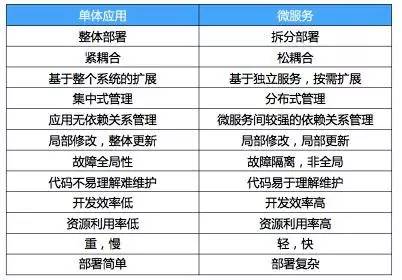 单体应用 微服务
整体部署 拆分部署
紧耦合 松耦合
基于整个系统的扩展 基于独立服务，按需扩展
集中式管理 分布式管理
应用无依赖关系管理 微服务间较强的依赖关系管理
局部修改，整体更新 局部修改，局部更新
故障全局性 故障隔离，非全局
代码不易理解难维护 代码易于理解维护
开发效率低 开发效率高
资源利用率低 资源利用率高
重，慢 轻，快
部署简单 部署复杂